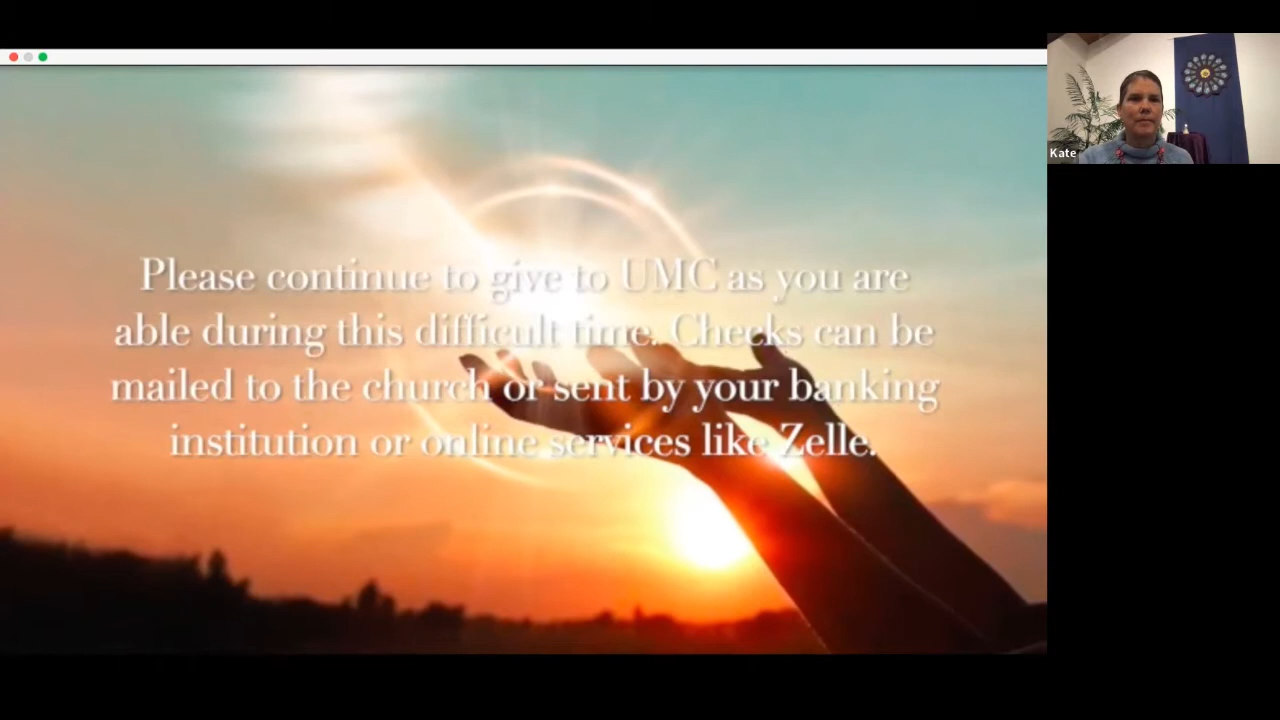 Please continue to give to UMC as you are
able during this difficult time. Checks can be
mailed to the church or sent by your banking
institution or online services like Zelle.
Kate